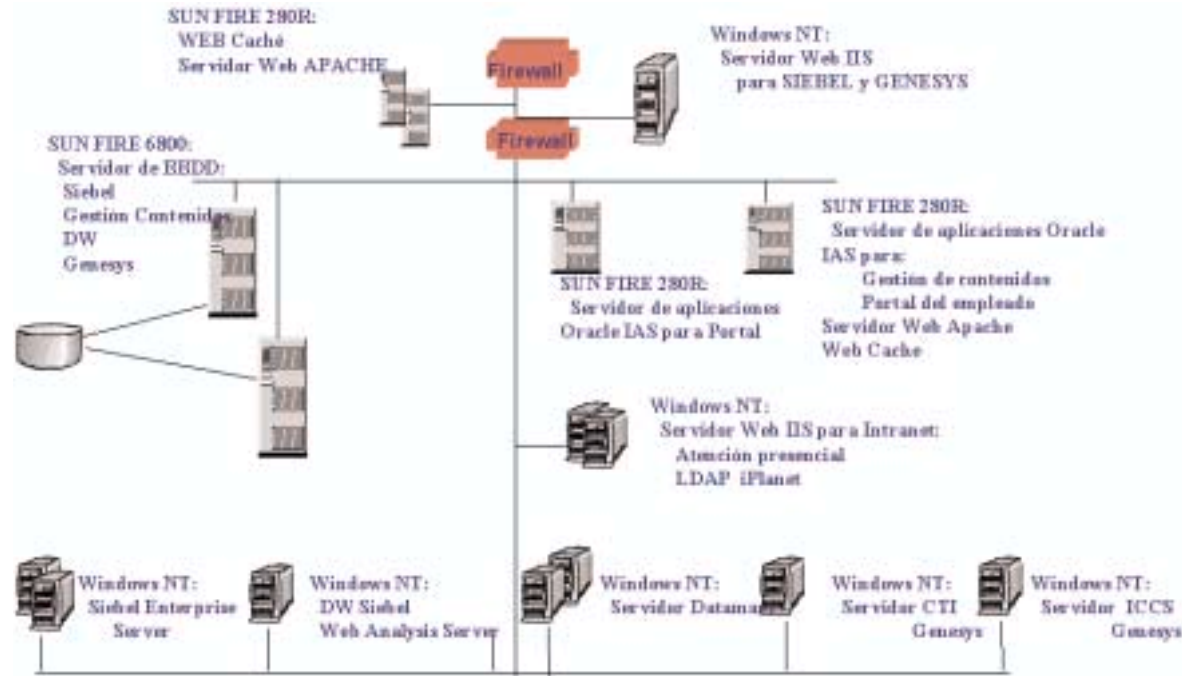 SUN FIRE 280R:
WEB Caché
Servidor Web APACHE
Firewall
Windows NT:
Servidor Web IIS
para SIEBEL y GENESYS
Firewall
SUN FIRE 6800:
Servidor de BBDD:
Siebel
Gestión Contenidos
DW
Genesys
SUN FIRE 280R:
Servidor de aplicaciones
Oracle IAS para Portal
SUN FIRE 280R:
Servidor de aplicaciones Oracle
IAS para:
Gestión de contenidos
Portal del empleado
Servidor Web Apache
Web Cache
Windows NT:
Servidor Web IIS para Intranet:
Atención presencial
LDAP iPlanet
Windows NT:
Siebel Enterprise
Server
Windows NT:
DW Siebel
Web Analysis Server
Windows NT:
Servidor Datamar
Windows NT:
Servidor CTI
Genesys
Windows NT:
Servidor ICCS
Genesys